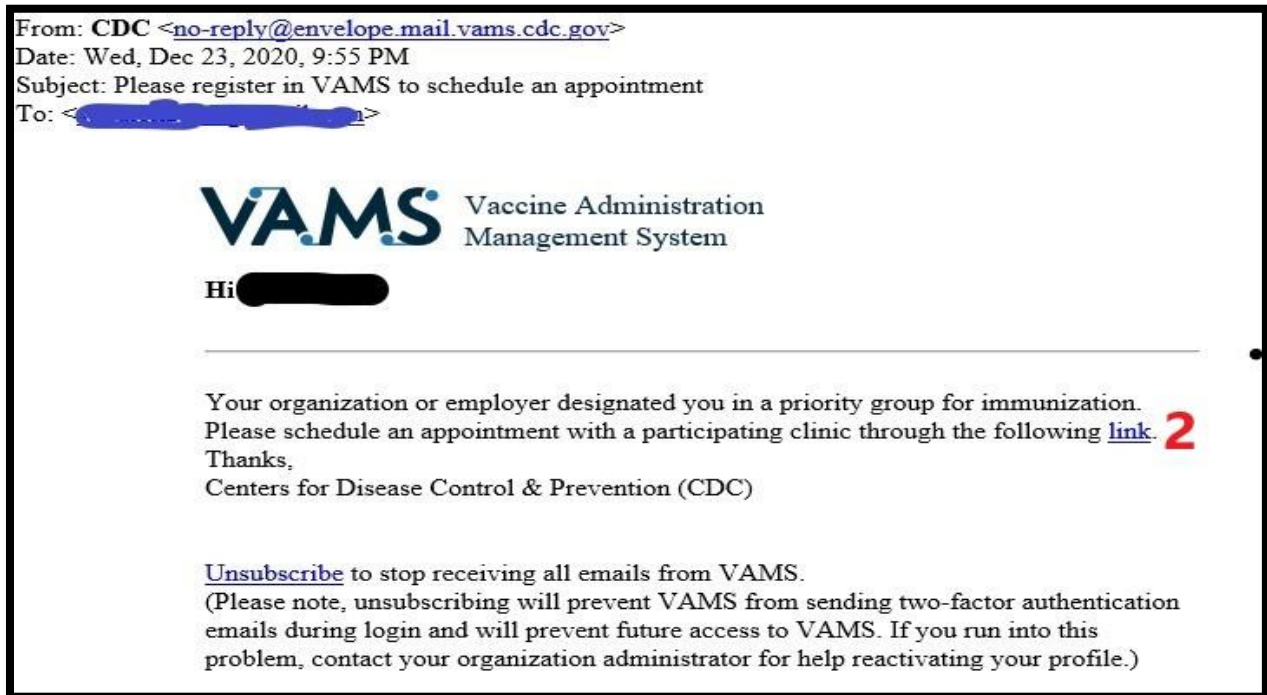 From: CDC <no-reply@envelope.mail.vams.cdc.gov>
Date: Wed, Dec 23, 2020, 9:55 PM
Subject: Please register in VAMS to schedule an appointment
To: < >
VAMS Vaccine Administration
Management System
Hi
Your organization or employer designated you in a priority group for immunization.
Please schedule an appointment with a participating clinic through the following link. 2
Thanks,
Centers for Disease Control & Prevention (CDC)
Unsubscribe to stop receiving all emails from VAMS.
(Please note, unsubscribing will prevent VAMS from sending two-factor authentication
emails during login and will prevent future access to VAMS. If you run into this
problem, contact your organization administrator for help reactivating your profile.)